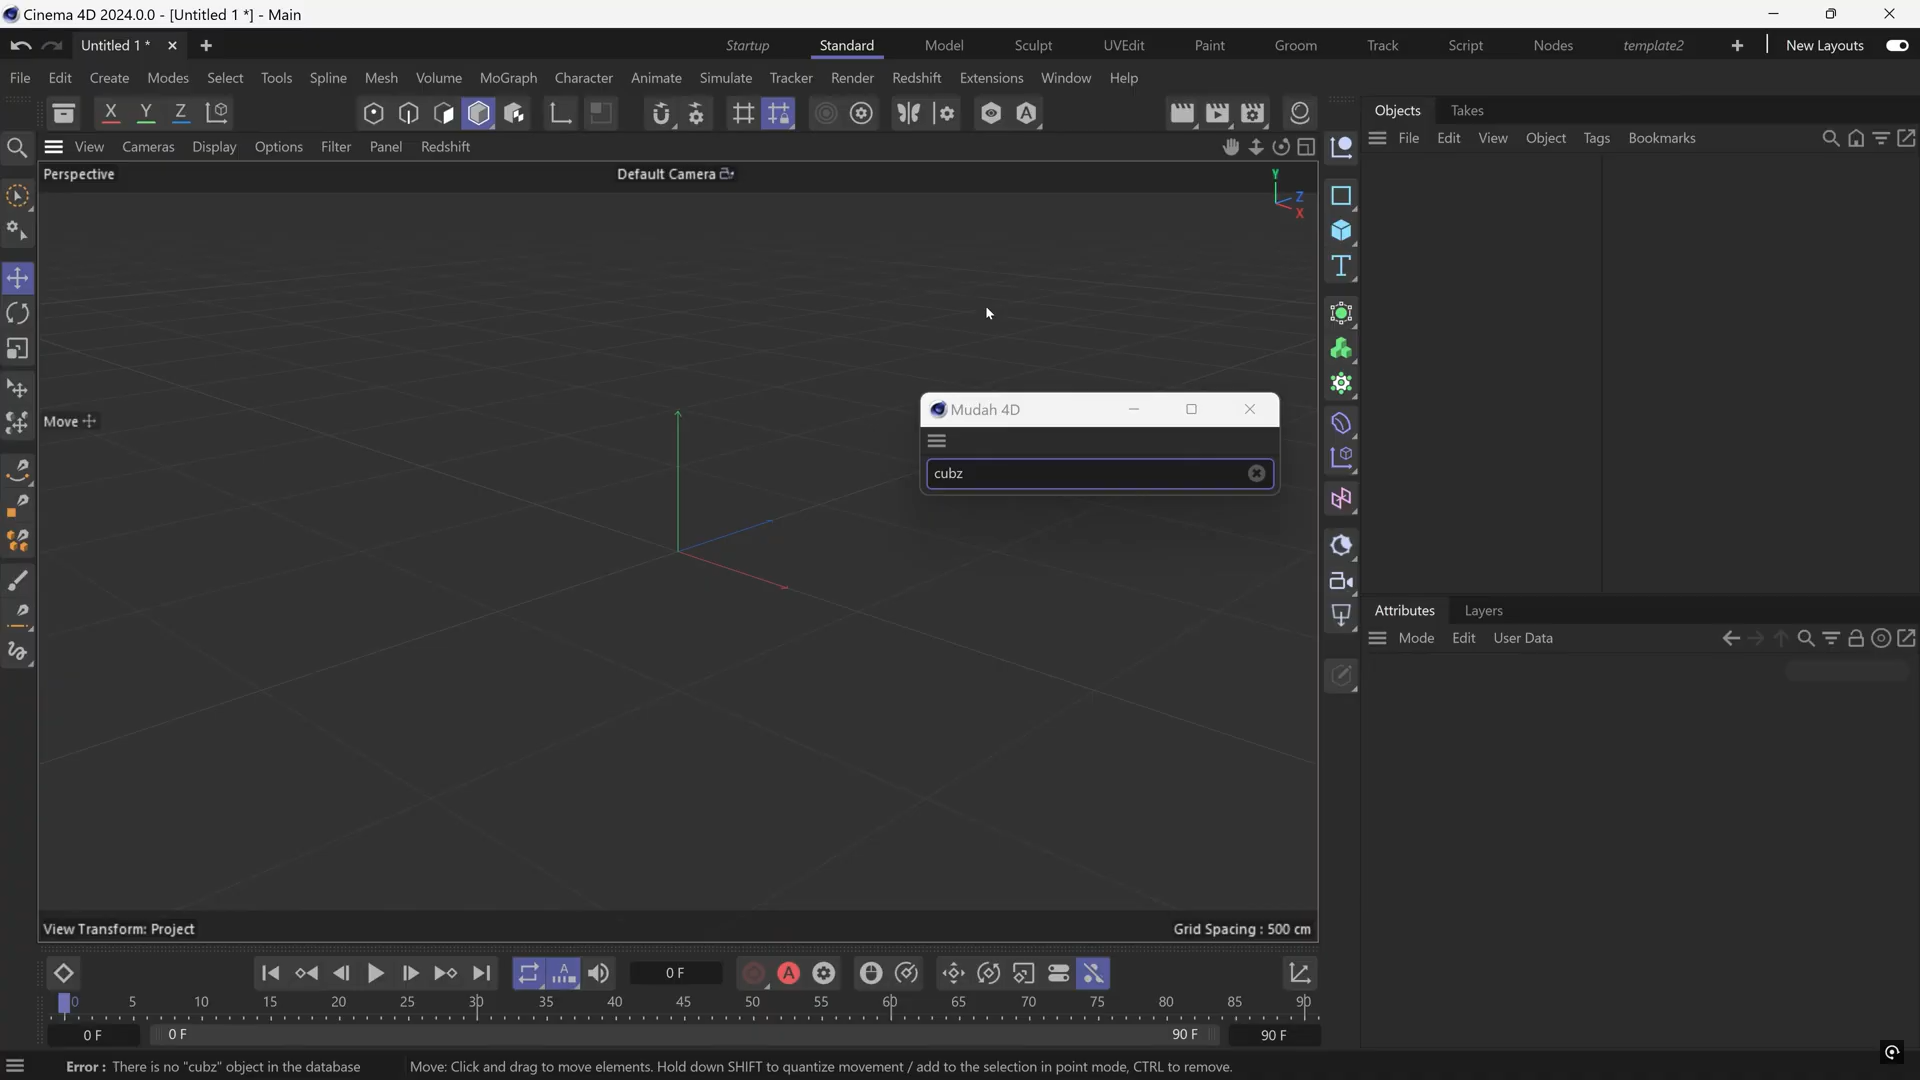 Cinema 4D 2024.0.0 - [Untitled 1 *] - Main
Untitled 1 *
Startup Standard Model Sculpt UVEdit Paint Groom Track Script Nodes template2 New Layouts
File Edit Create Modes Select Tools Spline Mesh Volume MoGraph Character Animate Simulate Tracker Render Redshift Extensions Window Help
X Y Z
A
Objects Takes
View Cameras Display Options Filter Panel Redshift
File Edit View Object Tags Bookmarks
Perspective
Default Camera
Y
Z
X
Mudah 4D
Move
cubz
Attributes Layers
Mode Edit User Data
View Transform: Project
Grid Spacing : 500 cm
A
0 F
A
0 5 10 15 20 25 30 35 40 45 50 55 60 65 70 75 80 85 90
0 F
0 F
90 F
90 F
Error : There is no "cubz" object in the database
Move: Click and drag to move elements. Hold down SHIFT to quantize movement / add to the selection in point mode, CTRL to remove.